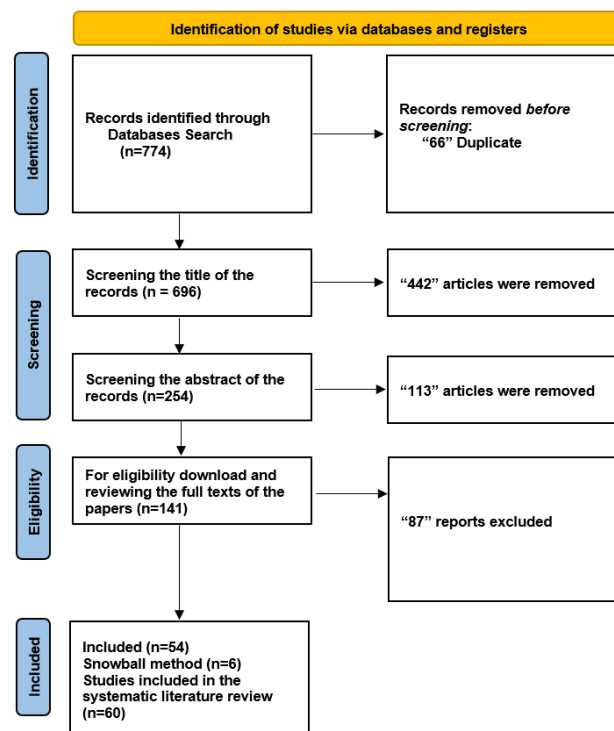 Identification of studies via databases and registers
Identification
Records identified through
Databases Search
(n=774)
Records removed before
screening:
“66” Duplicate
Screening
Screening the title of the
records (n = 696)
“442” articles were removed
Screening the abstract of the
records (n=254)
“113” articles were removed
Eligibility
For eligibility download and
reviewing the full texts of the
papers (n=141)
“87” reports excluded
Included
Included (n=54)
Snowball method (n=6)
Studies included in the
systematic literature review
(n=60)